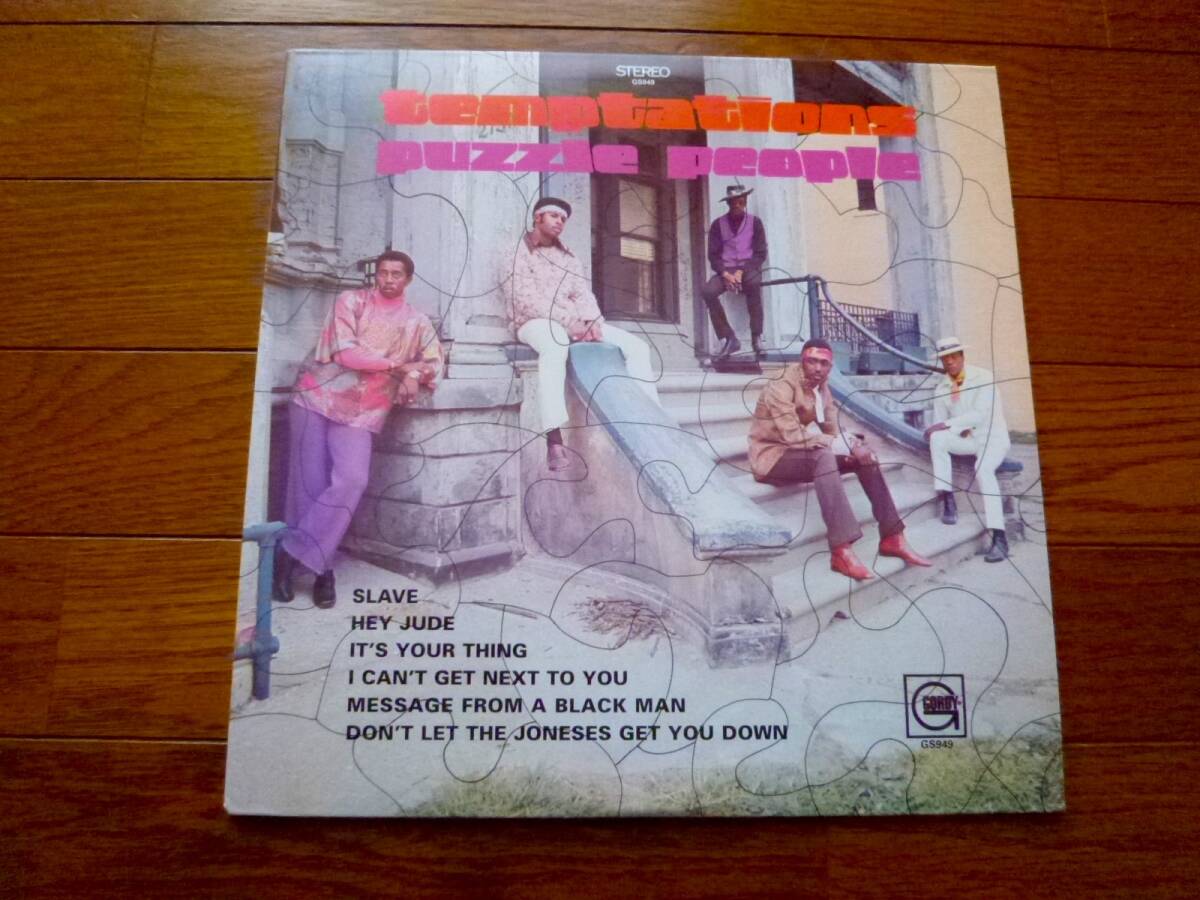 STEREO
GS949
temptations
puzzle people
SLAVE
HEY JUDE
IT'S YOUR THING
I CAN'T GET NEXT TO YOU
MESSAGE FROM A BLACK MAN
DON'T LET THE JONESES GET YOU DOWN
GORDY
GS949